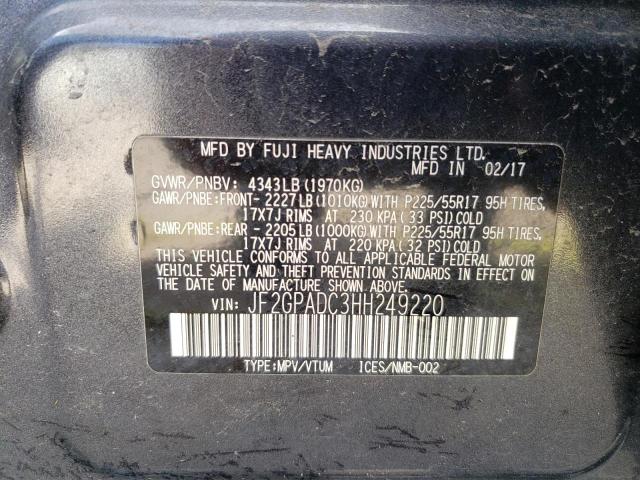 MFD BY FUJI HEAVY INDUSTRIES LTD.
MFD IN 02/17
GVWR/PNBV: 4343LB (1970KG)
GAWR/PNBE:FRONT- 2227LB(1010KG)WITH P225/55R17 95H TIRES,
17X7J RIMS AT 230 KPA (33 PSI)COLD
GAWR/PNBE:REAR - 2205LB(1000KG)WITH P225/55R17 95H TIRES,
17X7J RIMS AT 220 KPA(32 PSI)COLD
THIS VEHICLE CONFORMS TO ALL APPLICABLE FEDERAL MOTOR
VEHICLE SAFETY AND THEFT PREVENTION STANDARDS IN EFFECT ON
THE DATE OF MANUFACTURE SHOWN ABOVE.
VIN: JF2GPADC3HH249220
TYPE:MPV/VTUM ICES/NMB-002